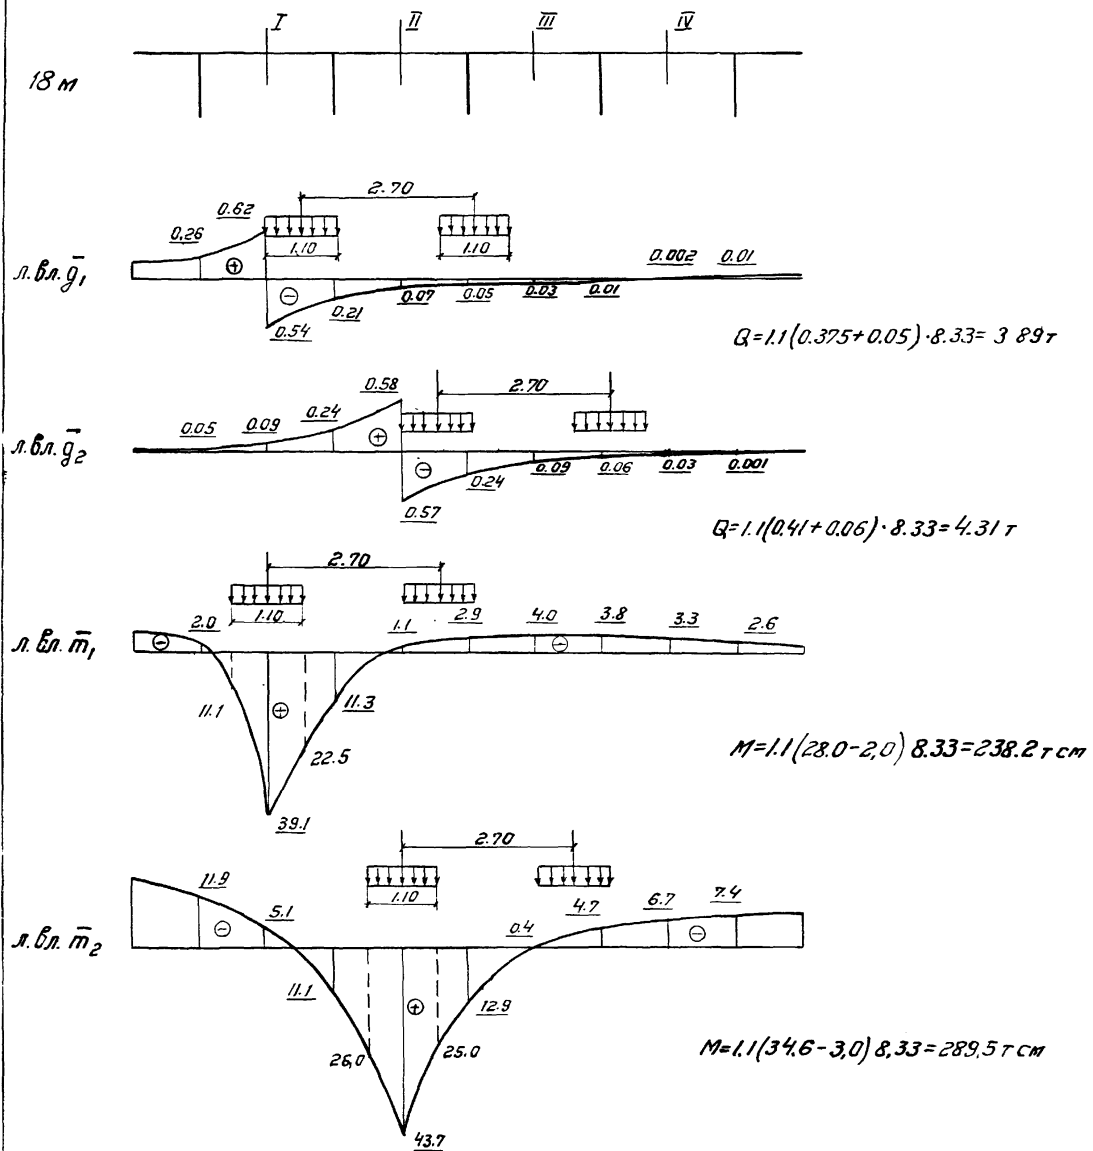 I II III IV
18 м
2.70
0.62
0.26
1.10 1.10
0.002 0.01
л.вл. g̅1
0.54 0.21 0.07 0.05 0.03 0.01
Q=1.1(0.375+0.05)·8.33= 3 89т
2.70
0.58
0.05 0.09 0.24
л.вл. g̅2
0.57 0.24 0.09 0.06 0.03 0.001
Q=1.1(0.41+0.06)·8.33=4.31 т
2.70
1.10
2.0 1.1 2.9 4.0 3.8 3.3 2.6
л.вл. m̅1
11.1 11.3
22.5
39.1
M=1.1(28.0-2,0) 8.33=238.2 т см
2.70
1.10
11.9 5.1 0.4 4.7 6.7 7.4
л.вл. m̅2
11.1 12.9
26,0 25.0
43.7
M=1.1(34.6-3,0) 8,33=289,5 т см